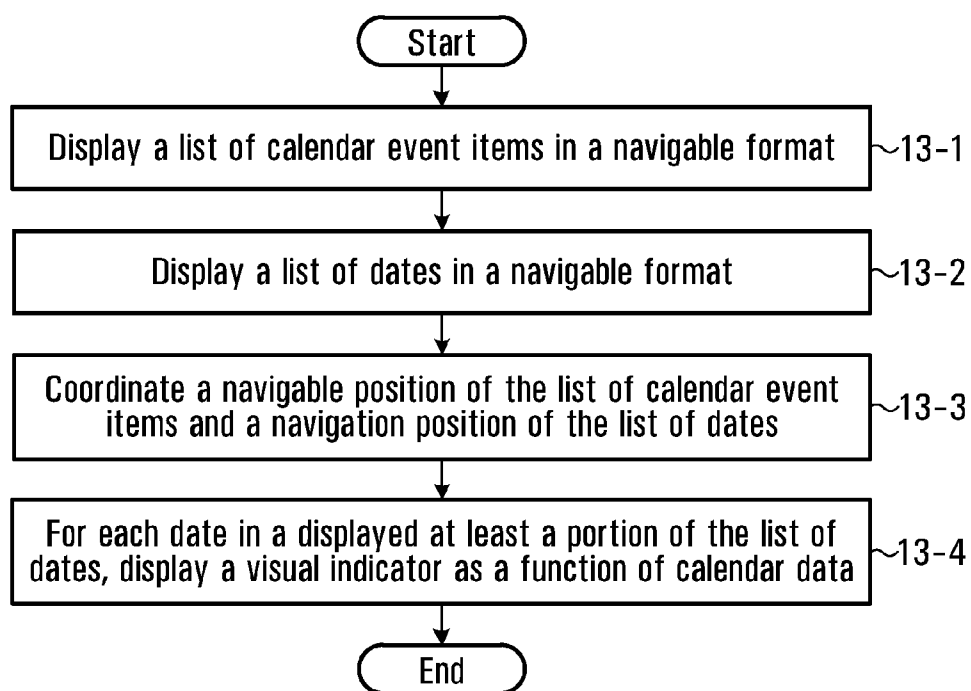 Start
Display a list of calendar event items in a navigable format
13-1
Display a list of dates in a navigable format
13-2
Coordinate a navigable position of the list of calendar event
items and a navigation position of the list of dates
13-3
For each date in a displayed at least a portion of the list of
dates, display a visual indicator as a function of calendar data
13-4
End